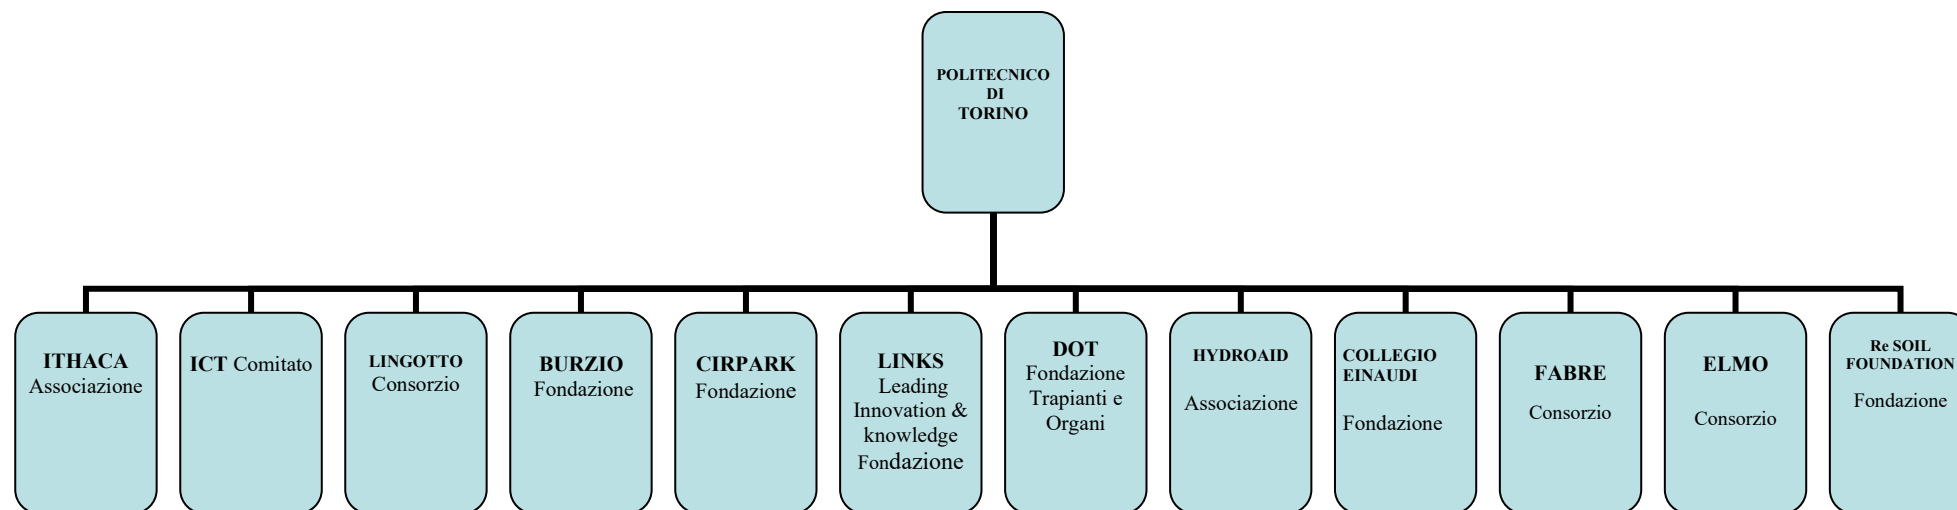 POLITECNICO
DI
TORINO
ITHACA
Associazione
ICT Comitato
LINGOTTO
Consorzio
BURZIO
Fondazione
CIRPARK
Fondazione
LINKS
Leading
Innovation &
knowledge
Fondazione
DOT
Fondazione
Trapianti e
Organi
HYDROAID
Associazione
COLLEGIO
EINAUDI
Fondazione
FABRE
Consorzio
ELMO
Consorzio
Re SOIL
FOUNDATION
Fondazione